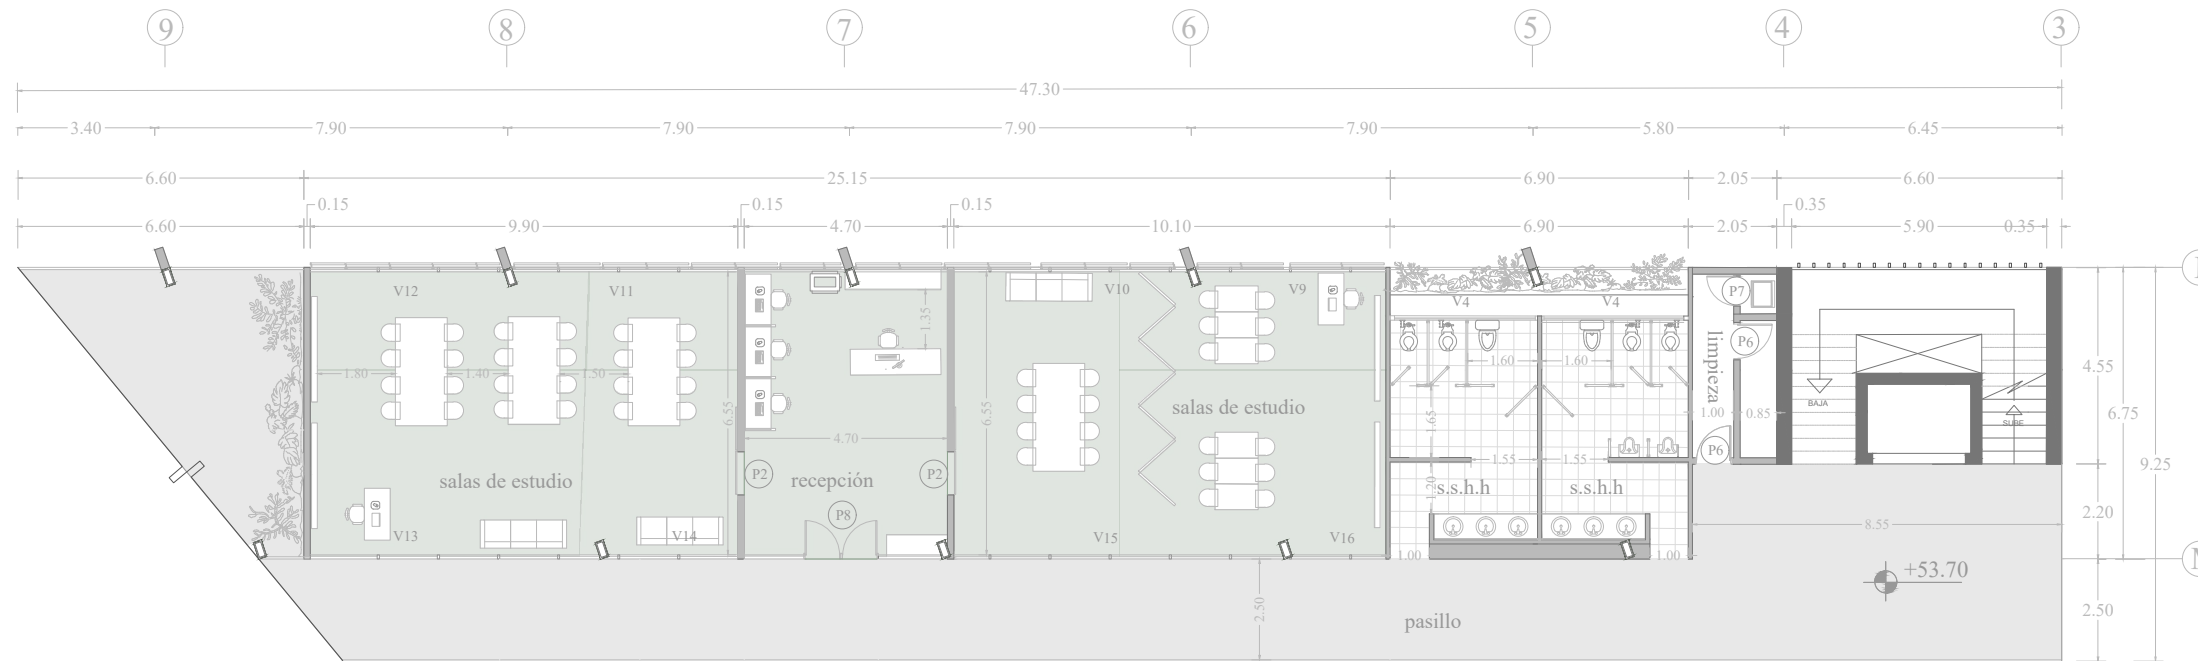 9 8 7 6 5 4 3
47.30
3.40 7.90 7.90 7.90 7.90 5.80 6.45
6.60 25.15 6.90 2.05 6.60
0.15 0.15 0.15 0.35
6.60 9.90 4.70 10.10 6.90 2.05 5.90 0.35
V12 V11 V10 V9 V4 V4 P7
1.35
limpieza
P6
1.80 1.40 1.50 1.60 1.60 4.55
6.55 6.55 .65
salas de estudio
BAJA
SUBE
1.00 0.85 6.75
4.70
P6
1.55 1.55
9.25
P2 P2
salas de estudio recepción
s.s.h.h s.s.h.h
1.20
P8
2.20
8.55
V13 V14 V15 V16
1.00 1.00
+53.70
2.50 2.50
pasillo